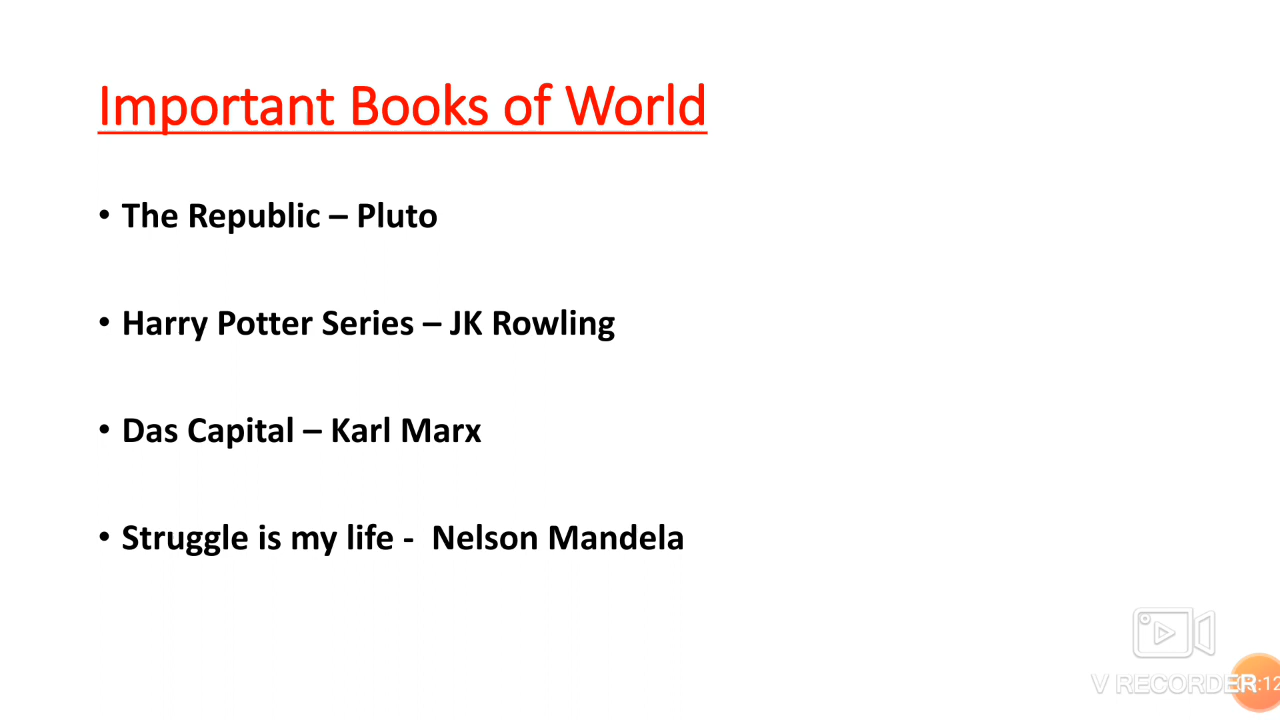 Important Books of World
• The Republic – Pluto
• Harry Potter Series – JK Rowling
• Das Capital – Karl Marx
• Struggle is my life - Nelson Mandela
V RECORDER
:12